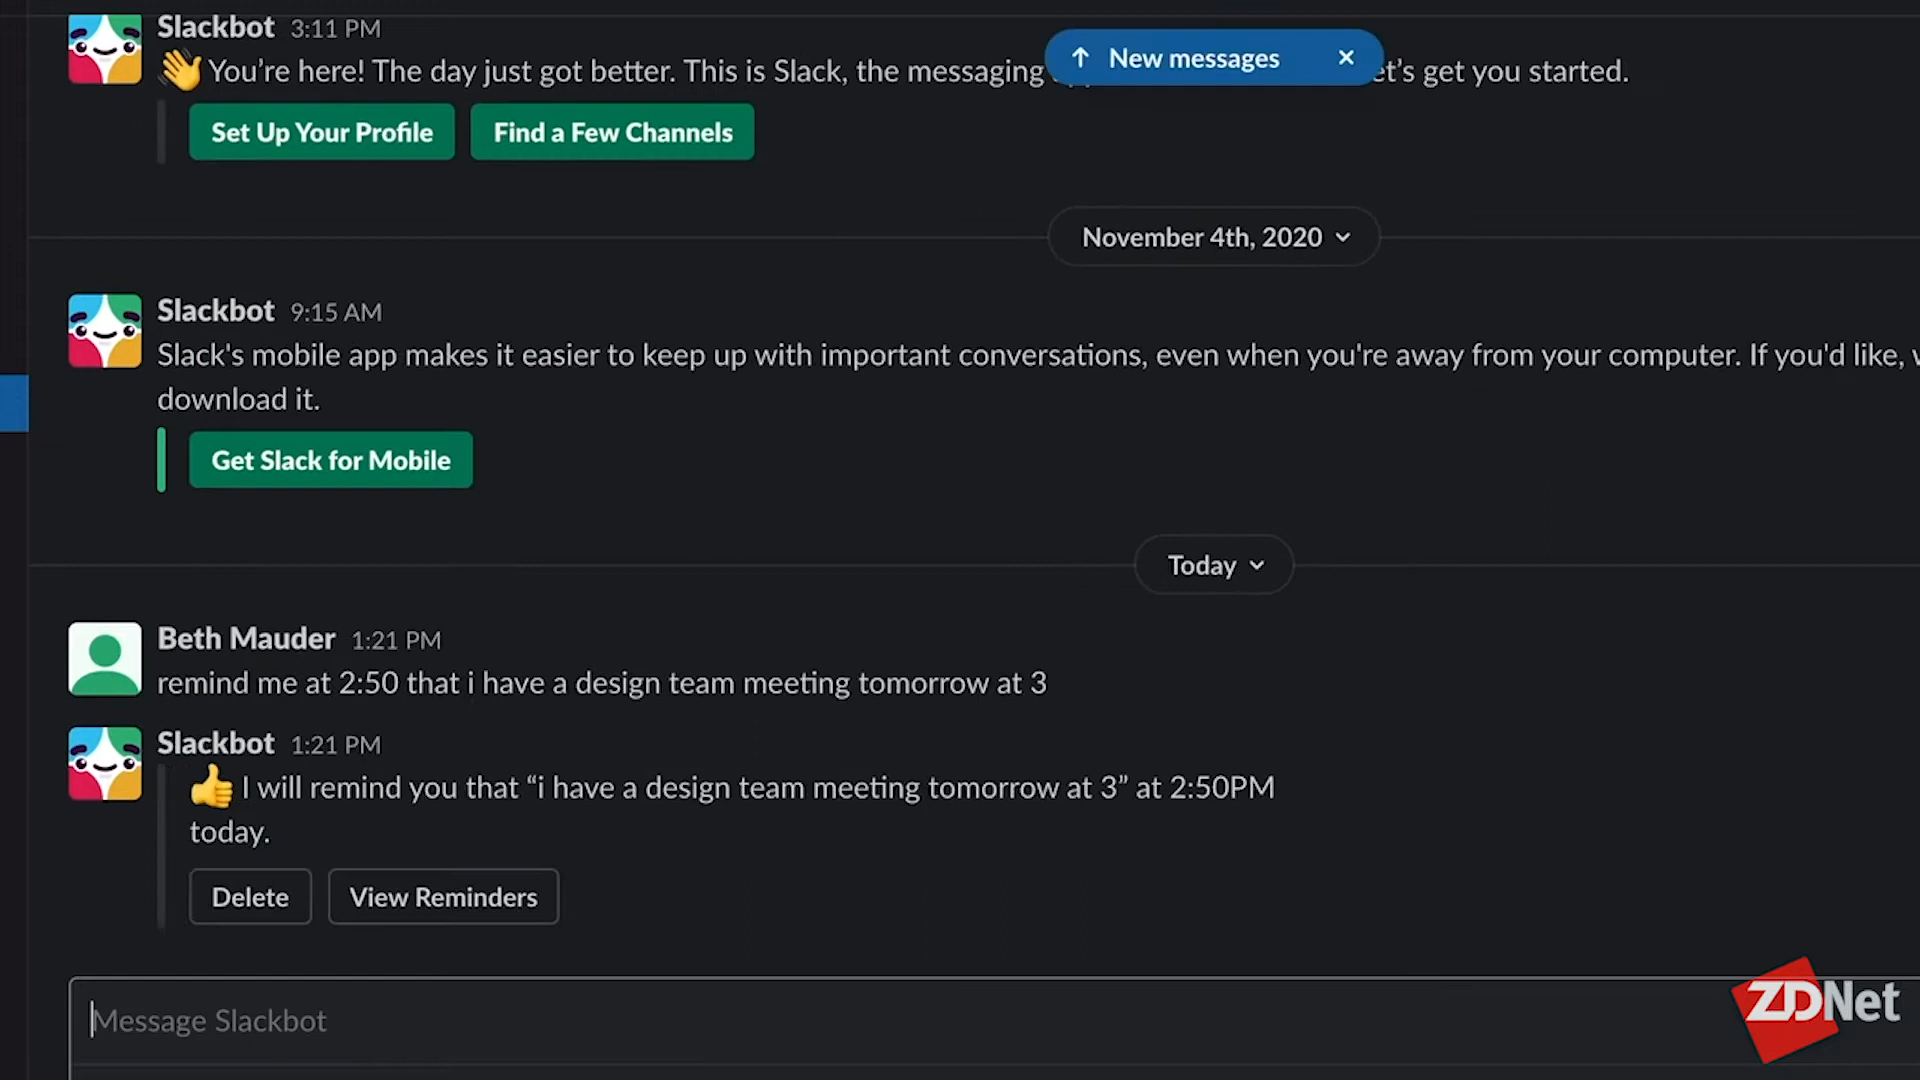 Slackbot 3:11 PM
New messages
You're here! The day just got better. This is Slack, the messaging et's get you started.
Set Up Your Profile Find a Few Channels
November 4th, 2020
Slackbot 9:15 AM
Slack's mobile app makes it easier to keep up with important conversations, even when you're away from your computer. If you'd like,
download it.
Get Slack for Mobile
Today
Beth Mauder 1:21 PM
remind me at 2:50 that i have a design team meeting tomorrow at 3
Slackbot 1:21 PM
I will remind you that “i have a design team meeting tomorrow at 3” at 2:50PM
today.
Delete View Reminders
Message Slackbot
ZDNet